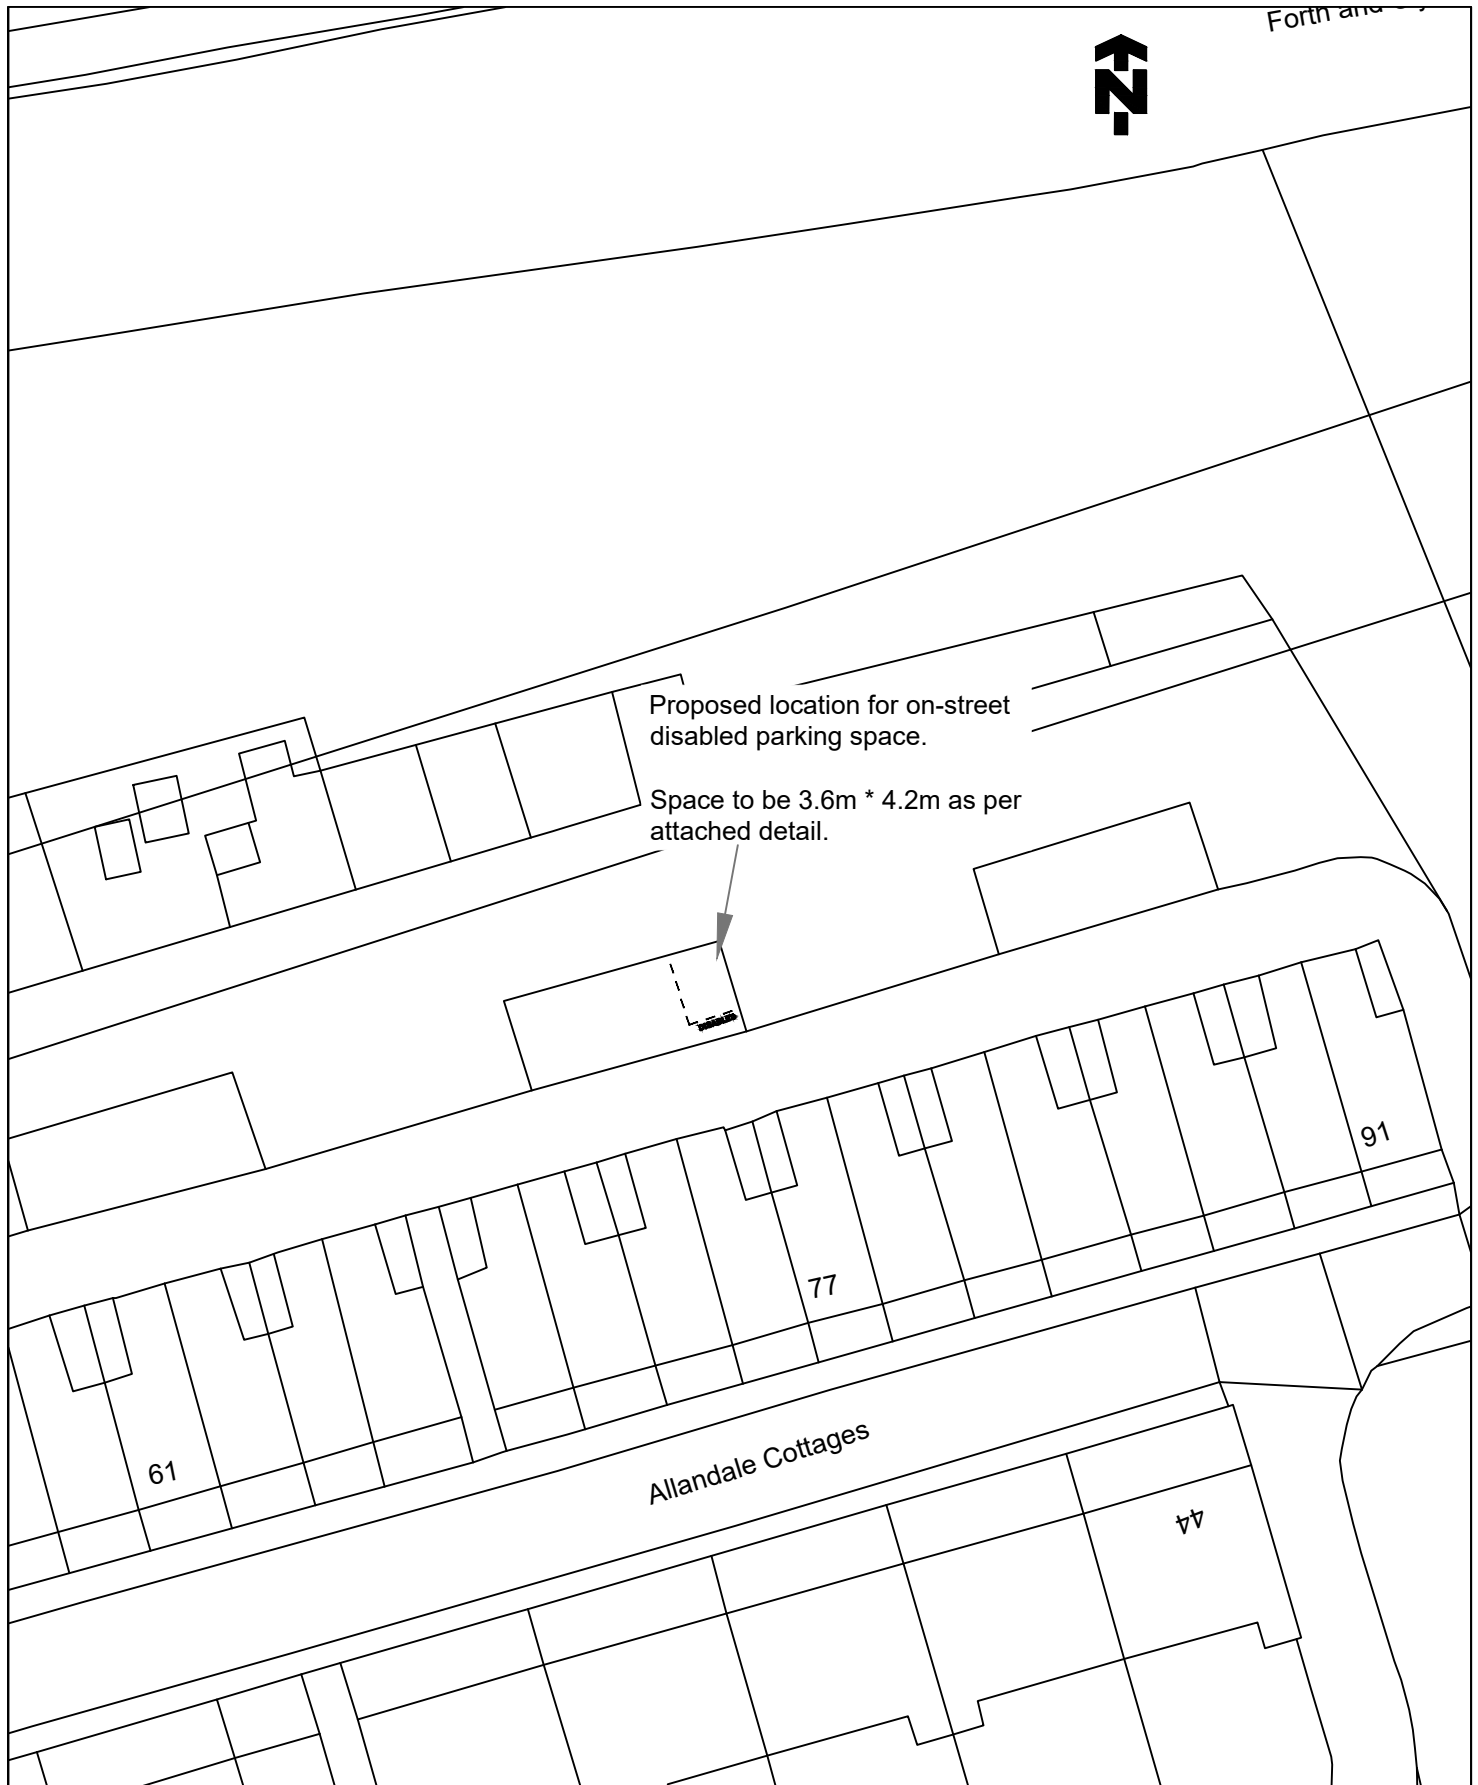 Forth and
N
Proposed location for on-street
disabled parking space.
Space to be 3.6m * 4.2m as per
attached detail.
DISABLED
91
77
61
Allandale Cottages
44